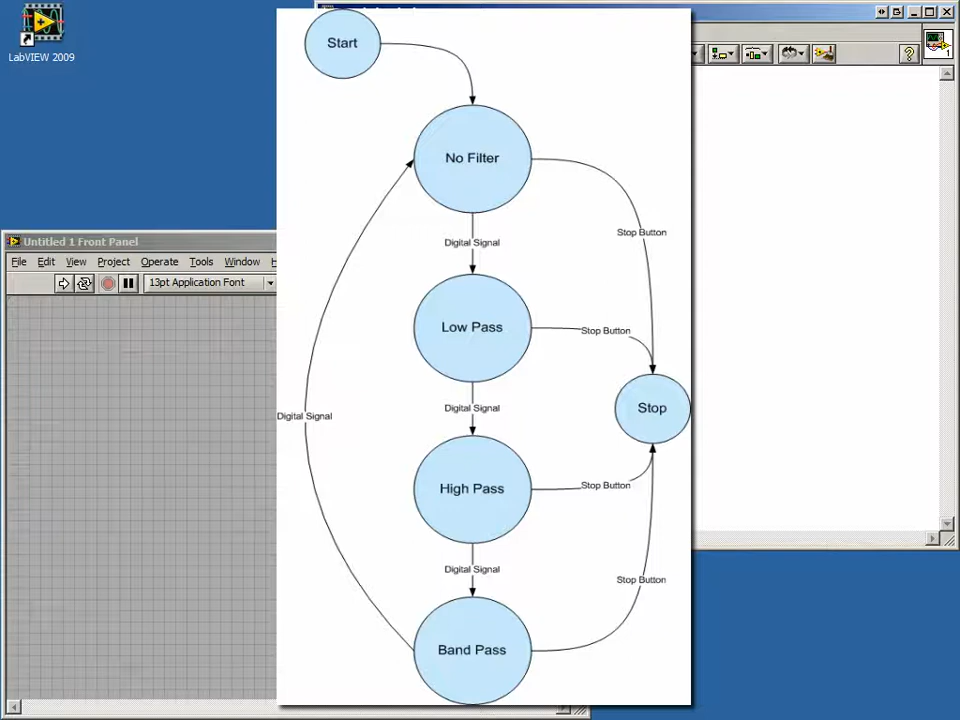 LabVIEW 2009
Untitled 1 Front Panel
File Edit View Project Operate Tools Window
13pt Application Font
1
Start
No Filter
Digital Signal
Stop Button
Low Pass
Stop Button
Digital Signal
Stop
Digital Signal
High Pass
Stop Button
Digital Signal
Stop Button
Band Pass